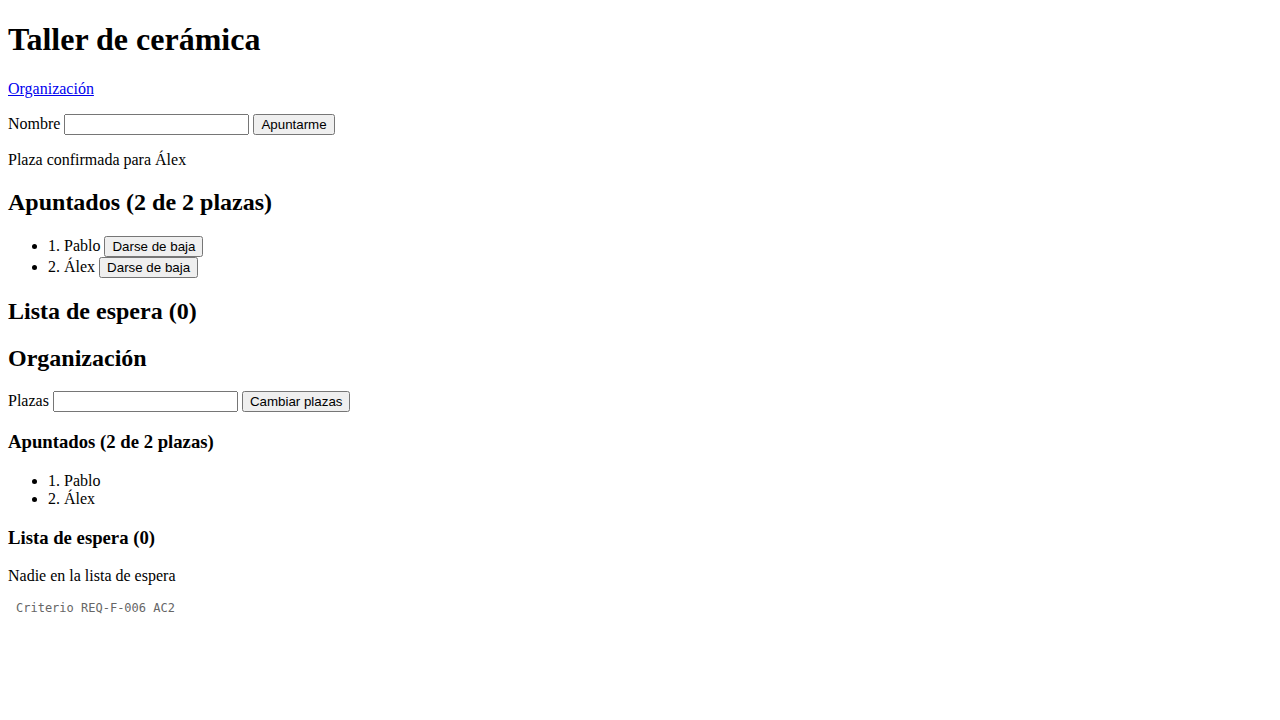 Taller de cerámica
Organización
Nombre Apuntarme
Plaza confirmada para Álex
Apuntados (2 de 2 plazas)
1. Pablo Darse de baja
2. Álex Darse de baja
Lista de espera (0)
Organización
Plazas Cambiar plazas
Apuntados (2 de 2 plazas)
1. Pablo
2. Álex
Lista de espera (0)
Nadie en la lista de espera
Criterio REQ-F-006 AC2